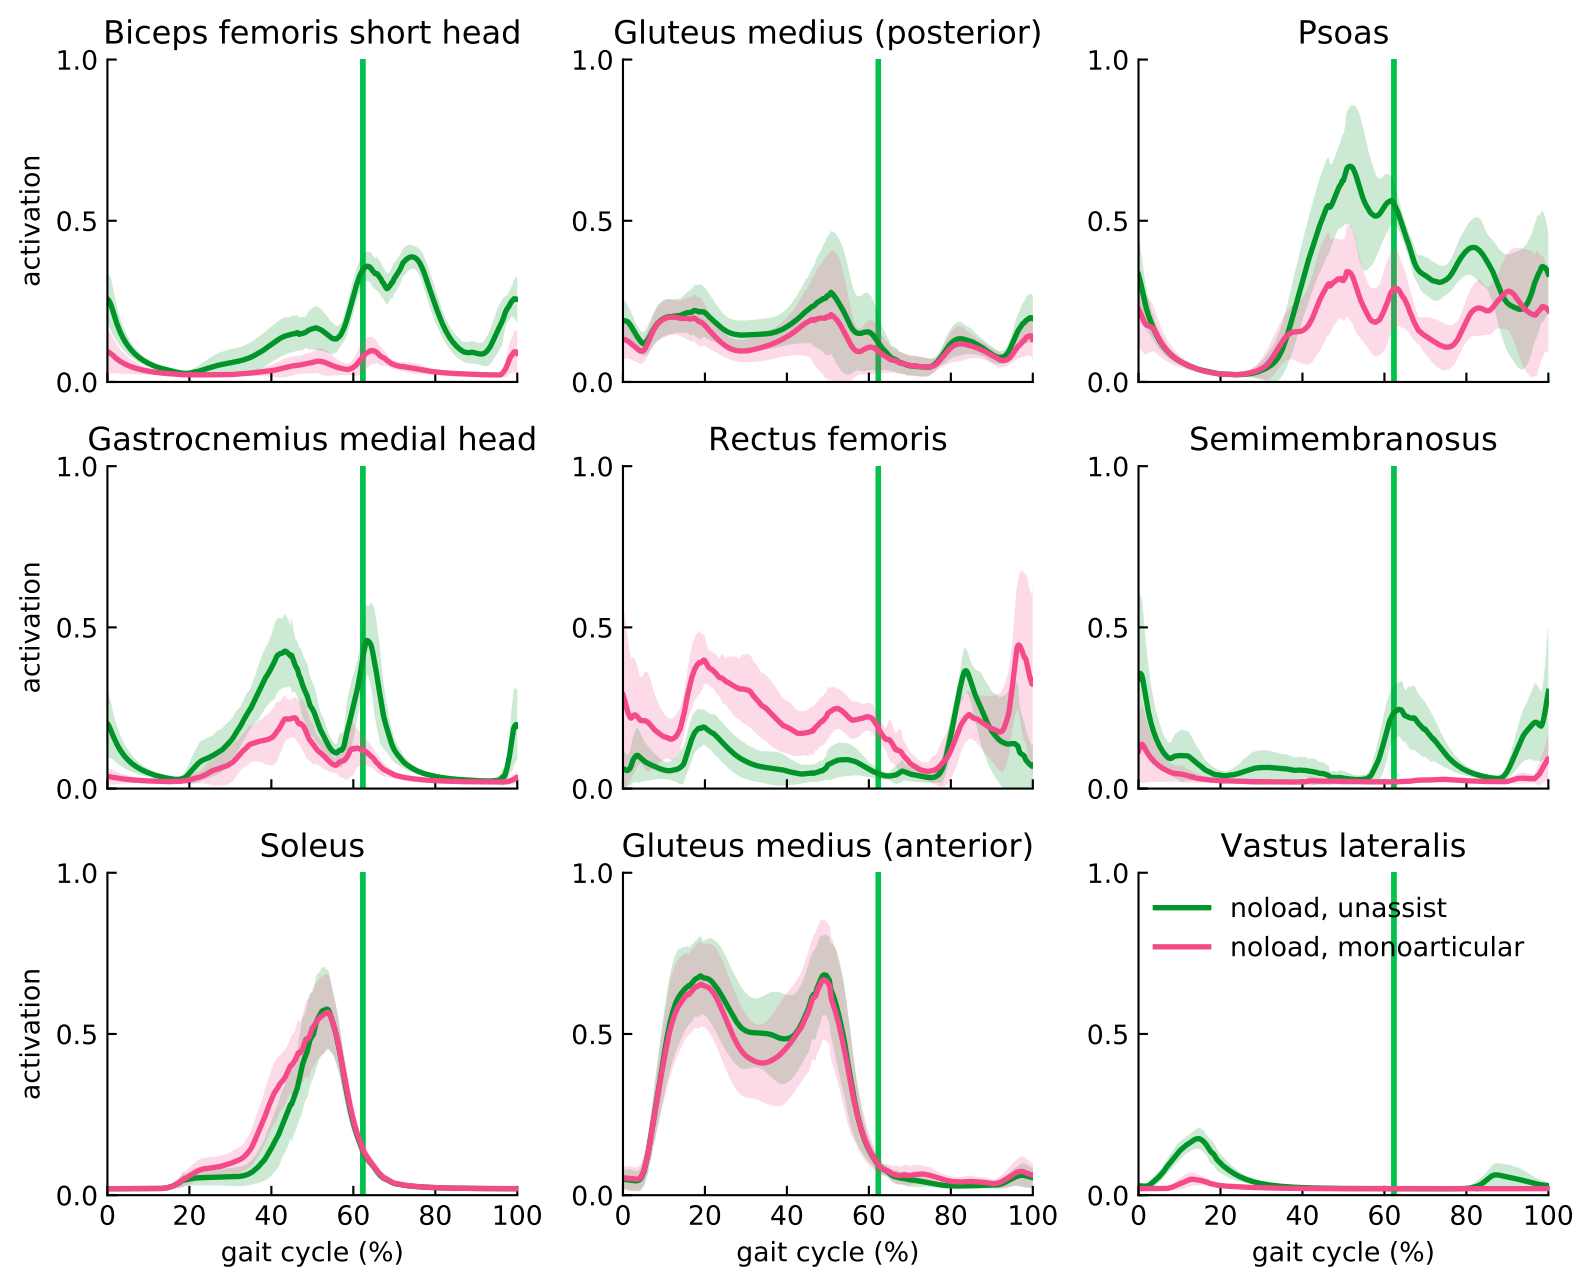 Biceps femoris short head
Gluteus medius (posterior)
Psoas
activation
1.0
0.5
0.0
1.0
0.5
0.0
1.0
0.5
0.0
Gastrocnemius medial head
Rectus femoris
Semimembranosus
activation
1.0
0.5
0.0
1.0
0.5
0.0
1.0
0.5
0.0
Soleus
Gluteus medius (anterior)
Vastus lateralis
activation
1.0
0.5
0.0
1.0
0.5
0.0
1.0
0.5
0.0
noload, unassist
noload, monoarticular
0 20 40 60 80 100
0 20 40 60 80 100
0 20 40 60 80 100
gait cycle (%)
gait cycle (%)
gait cycle (%)